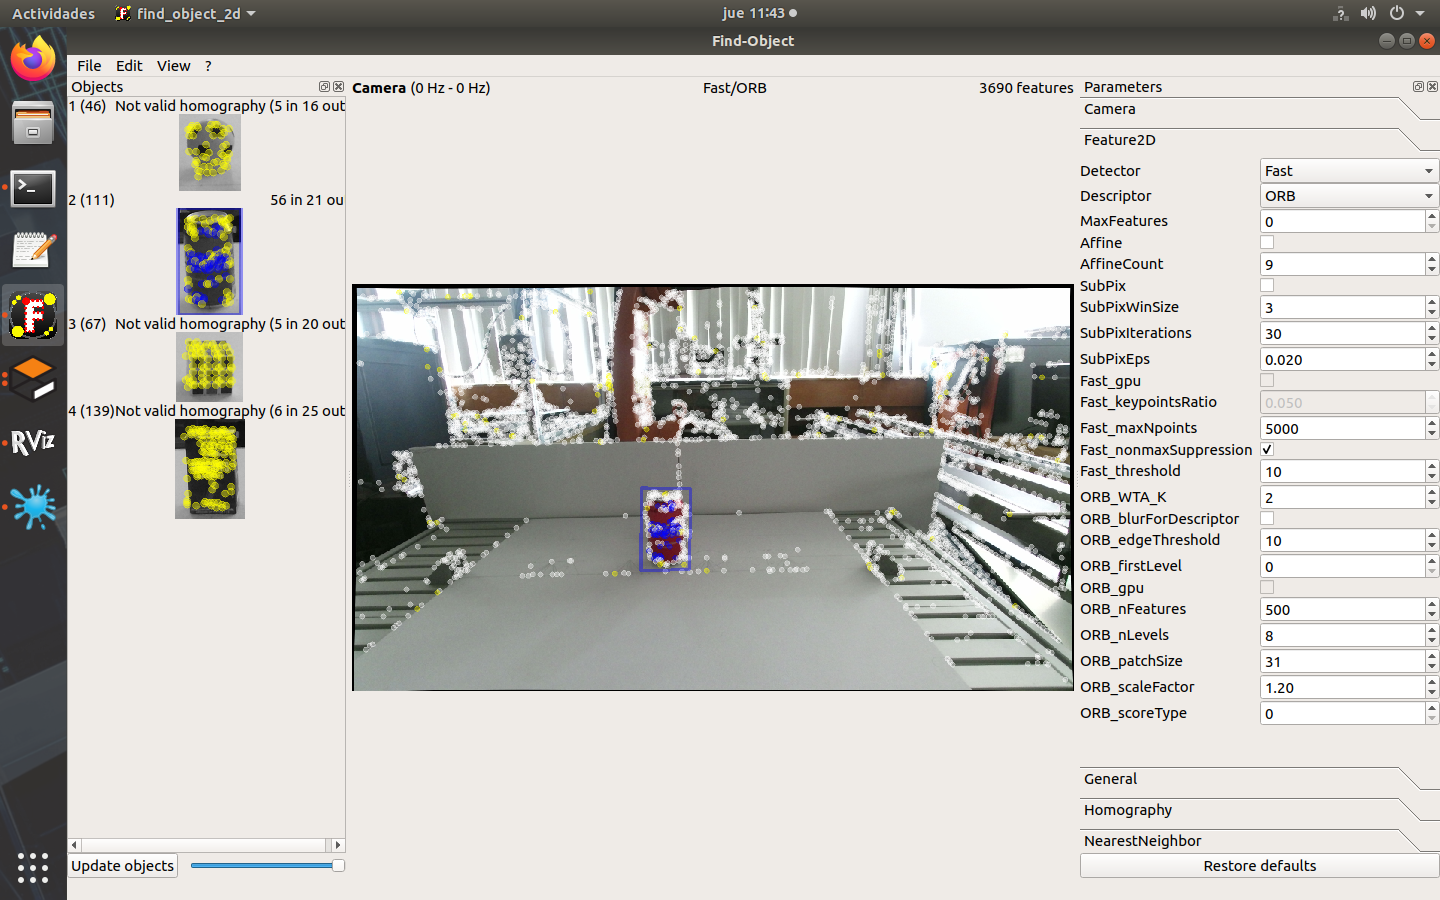 Actividades find_object_2d jue 11:43
Find-Object
File Edit View ?
Objects
1 (46) Not valid homography (5 in 16 out
2 (111) 56 in 21 ou
3 (67) Not valid homography (5 in 20 out
4 (139) Not valid homography (6 in 25 out
Update objects
Camera (0 Hz - 0 Hz) Fast/ORB 3690 features
Parameters
Camera
Feature2D
Detector Fast
Descriptor ORB
MaxFeatures 0
Affine
AffineCount 9
SubPix
SubPixWinSize 3
SubPixIterations 30
SubPixEps 0.020
Fast_gpu
Fast_keypointsRatio 0.050
Fast_maxNpoints 5000
Fast_nonmaxSuppression
Fast_threshold 10
ORB_WTA_K 2
ORB_blurForDescriptor
ORB_edgeThreshold 10
ORB_firstLevel 0
ORB_gpu
ORB_nFeatures 500
ORB_nLevels 8
ORB_patchSize 31
ORB_scaleFactor 1.20
ORB_scoreType 0
General
Homography
NearestNeighbor
Restore defaults
F
RViz